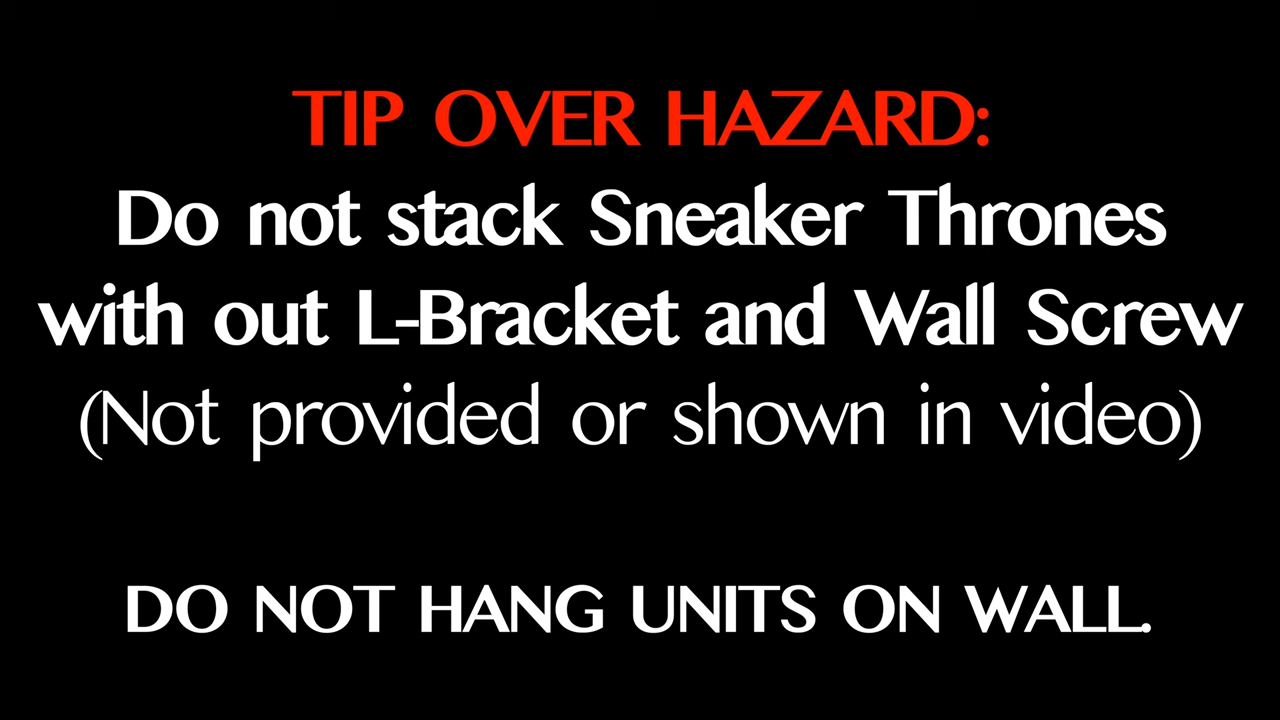 TIP OVER HAZARD:
Do not stack Sneaker Thrones
with out L-Bracket and Wall Screw
(Not provided or shown in video)
DO NOT HANG UNITS ON WALL.